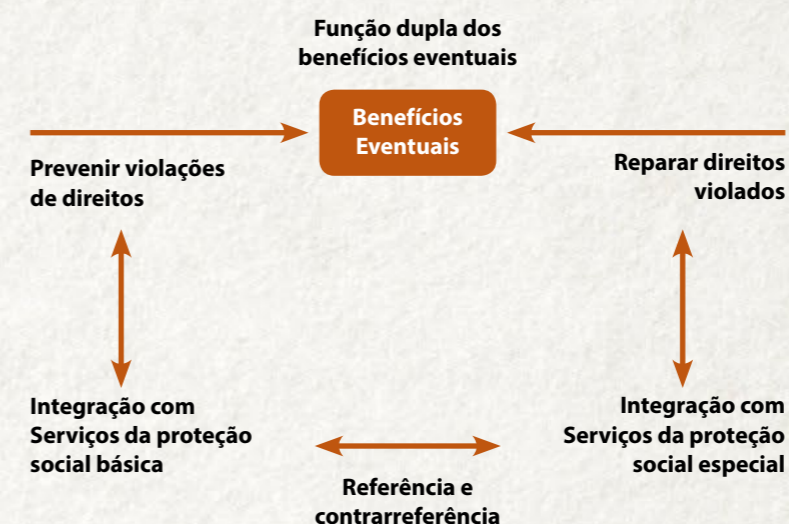 Função dupla dos
benefícios eventuais
Benefícios
Eventuais
Prevenir violações
de direitos
Reparar direitos
violados
Integração com
Serviços da proteção
social básica
Integração com
Serviços da proteção
social especial
Referência e
contrarreferência